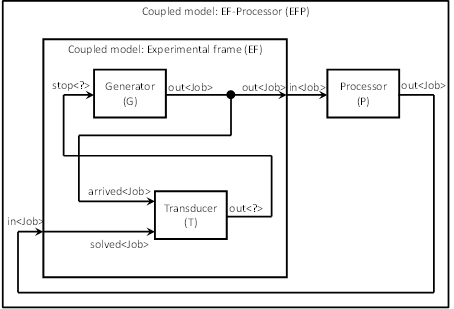 Coupled model: EF-Processor (EFP)
Coupled model: Experimental frame (EF)
stop<?>
Generator
(G)
out<Job>
out<Job>
in<Job>
Processor
(P)
out<Job>
arrived<Job>
Transducer
(T)
out<?>
in<Job>
solved<Job>